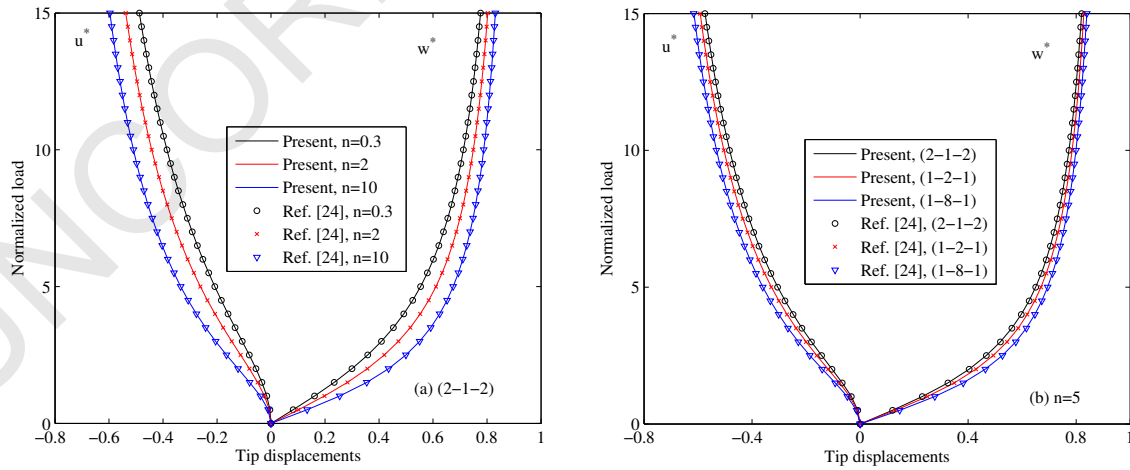 UNCOR
15
10
5
0
Normalized load
u*
w*
Present, n=0.3
Present, n=2
Present, n=10
Ref. [24], n=0.3
Ref. [24], n=2
Ref. [24], n=10
(a) (2−1−2)
−0.8 −0.6 −0.4 −0.2 0 0.2 0.4 0.6 0.8 1
Tip displacements
15
10
5
0
Normalized load
u*
w*
Present, (2−1−2)
Present, (1−2−1)
Present, (1−8−1)
Ref. [24], (2−1−2)
Ref. [24], (1−2−1)
Ref. [24], (1−8−1)
(b) n=5
−0.8 −0.4 0 0.4 0.8 1
Tip displacements